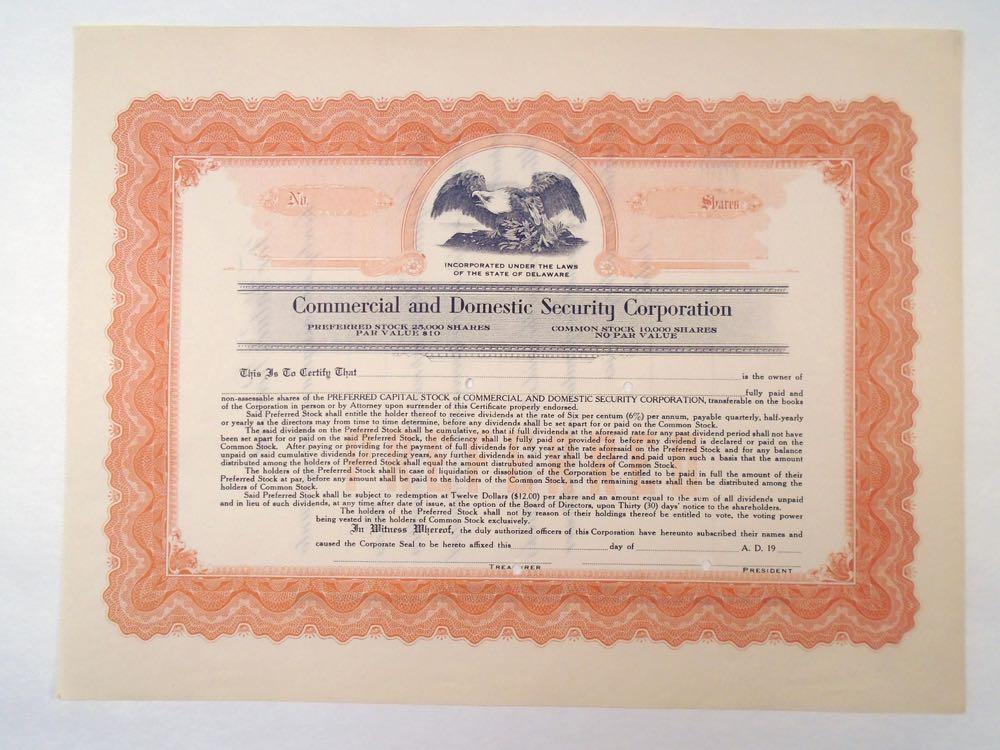 No.
Shares
INCORPORATED UNDER THE LAWS
OF THE STATE OF DELAWARE
Commercial and Domestic Security Corporation
PREFERRED STOCK 25,000 SHARES
PAR VALUE $10
COMMON STOCK 10,000 SHARES
NO PAR VALUE
This Is To Certify That is the owner of
fully paid and
non-assessable shares of the PREFERRED CAPITAL STOCK of COMMERCIAL AND DOMESTIC SECURITY CORPORATION, transferable on the books
of the Corporation in person or by Attorney upon surrender of this Certificate properly endorsed.
Said Preferred Stock shall entitle the holder thereof to receive dividends at the rate of Six per centum (6%) per annum, payable quarterly, half-yearly
or yearly as the directors may from time to time determine, before any dividends shall be set apart for or paid on the Common Stock.
The said dividends on the Preferred Stock shall be cumulative, so that if full dividends at the aforesaid rate for any past dividend period shall not have
been set apart for or paid on the said Preferred Stock, the deficiency shall be fully paid or provided for before any dividend is declared or paid on the
Common Stock. After paying or providing for the payment of full dividends for any year at the rate aforesaid on the Preferred Stock and for any balance
unpaid on said cumulative dividends for preceding years, any further dividends in said year shall be declared and paid upon such a basis that the amount
distributed among the holders of Preferred Stock shall equal the amount distrubuted among the holders of Common Stock.
The holders of the Preferred Stock shall in case of liquidation or dissolution of the Corporation be entitled to be paid in full the amount of their
Preferred Stock at par, before any amount shall be paid to the holders of the Common Stock, and the remaining assets shall then be distributed among the
holders of Common Stock.
Said Preferred Stock shall be subject to redemption at Twelve Dollars ($12.00) per share and an amount equal to the sum of all dividends unpaid
and in lieu of such dividends, at any time after date of issue, at the option of the Board of Directors, upon Thirty (30) days' notice to the shareholders.
The holders of the Preferred Stock shall not by reason of their holdings thereof be entitled to vote, the voting power
being vested in the holders of Common Stock exclusively.
In Witness Whereof, the duly authorized officers of this Corporation have hereunto subscribed their names and
caused the Corporate Seal to be hereto affixed this day of A. D. 19
TREASURER
PRESIDENT